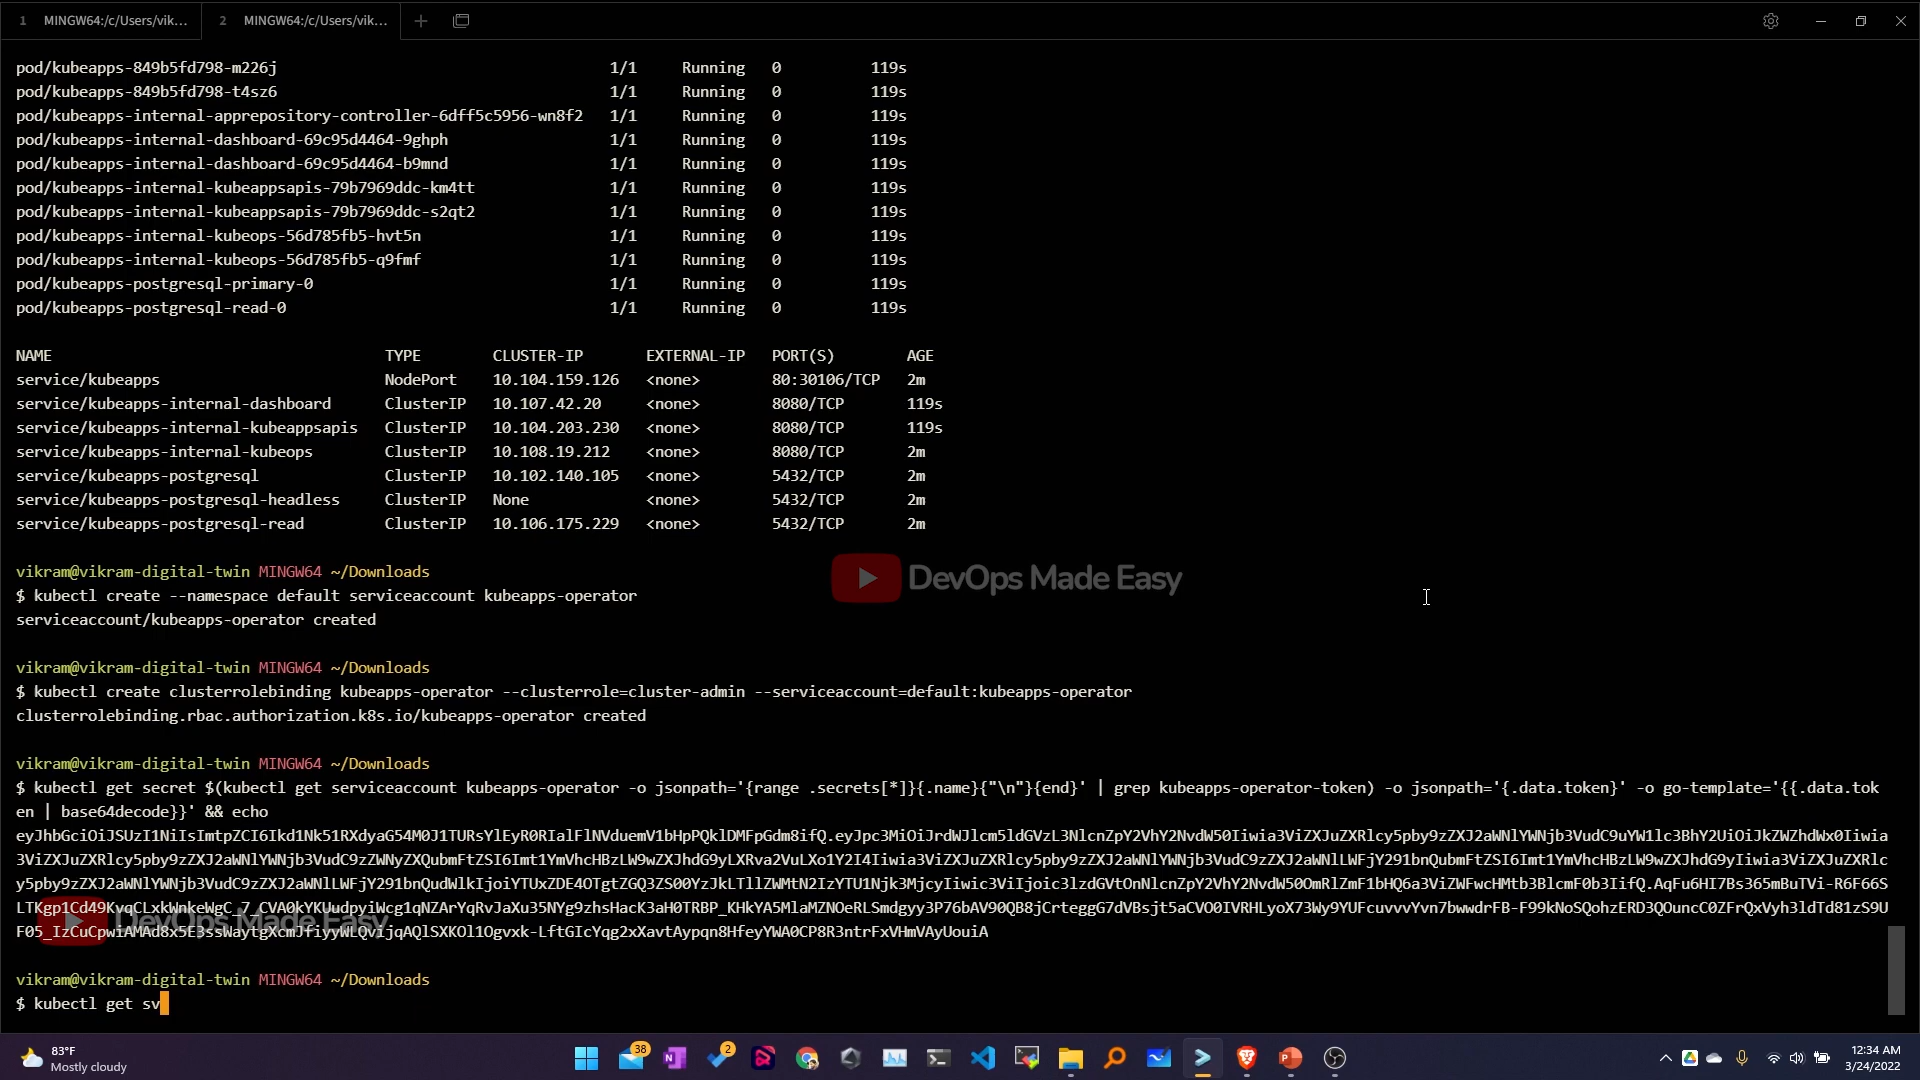 1 MINGW64:/c/Users/vik... 2 MINGW64:/c/Users/vik...
pod/kubeapps-849b5fd798-m226j 1/1 Running 0 119s
pod/kubeapps-849b5fd798-t4sz6 1/1 Running 0 119s
pod/kubeapps-internal-apprepository-controller-6dff5c5956-wn8f2 1/1 Running 0 119s
pod/kubeapps-internal-dashboard-69c95d4464-9ghph 1/1 Running 0 119s
pod/kubeapps-internal-dashboard-69c95d4464-b9mnd 1/1 Running 0 119s
pod/kubeapps-internal-kubeappsapis-79b7969ddc-km4tt 1/1 Running 0 119s
pod/kubeapps-internal-kubeappsapis-79b7969ddc-s2qt2 1/1 Running 0 119s
pod/kubeapps-internal-kubeops-56d785fb5-hvt5n 1/1 Running 0 119s
pod/kubeapps-internal-kubeops-56d785fb5-q9fmf 1/1 Running 0 119s
pod/kubeapps-postgresql-primary-0 1/1 Running 0 119s
pod/kubeapps-postgresql-read-0 1/1 Running 0 119s
NAME TYPE CLUSTER-IP EXTERNAL-IP PORT(S) AGE
service/kubeapps NodePort 10.104.159.126 <none> 80:30106/TCP 2m
service/kubeapps-internal-dashboard ClusterIP 10.107.42.20 <none> 8080/TCP 119s
service/kubeapps-internal-kubeappsapis ClusterIP 10.104.203.230 <none> 8080/TCP 119s
service/kubeapps-internal-kubeops ClusterIP 10.108.19.212 <none> 8080/TCP 2m
service/kubeapps-postgresql ClusterIP 10.102.140.105 <none> 5432/TCP 2m
service/kubeapps-postgresql-headless ClusterIP None <none> 5432/TCP 2m
service/kubeapps-postgresql-read ClusterIP 10.106.175.229 <none> 5432/TCP 2m
vikram@vikram-digital-twin MINGW64 ~/Downloads
DevOps Made Easy
$ kubectl create --namespace default serviceaccount kubeapps-operator
serviceaccount/kubeapps-operator created
vikram@vikram-digital-twin MINGW64 ~/Downloads
$ kubectl create clusterrolebinding kubeapps-operator --clusterrole=cluster-admin --serviceaccount=default:kubeapps-operator
clusterrolebinding.rbac.authorization.k8s.io/kubeapps-operator created
vikram@vikram-digital-twin MINGW64 ~/Downloads
$ kubectl get secret $(kubectl get serviceaccount kubeapps-operator -o jsonpath='{range .secrets[*]}{.name}{"\n"}{end}' | grep kubeapps-operator-token) -o jsonpath='{.data.token}' -o go-template='{{.data.tok
en | base64decode}}' && echo
DevOps Made Easy
vikram@vikram-digital-twin MINGW64 ~/Downloads
$ kubectl get sv
83°F
Mostly cloudy
38
2
12:34 AM
3/24/2022